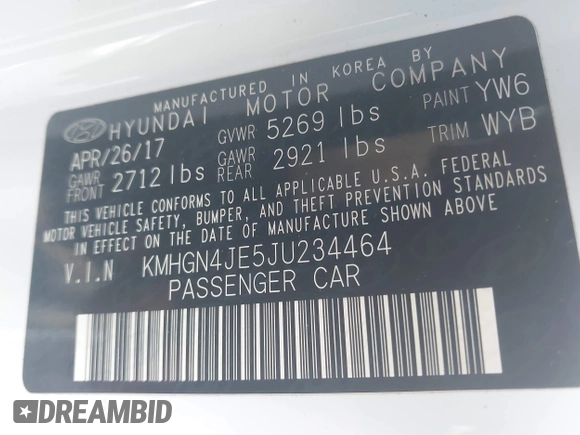 MANUFACTURED IN KOREA BY
HYUNDAI MOTOR COMPANY
APR/26/17 GVWR 5269 lbs PAINT YW6
GAWR FRONT 2712 lbs GAWR REAR 2921 lbs TRIM WYB
THIS VEHICLE CONFORMS TO ALL APPLICABLE U.S.A. FEDERAL
MOTOR VEHICLE SAFETY, BUMPER, AND THEFT PREVENTION STANDARDS
IN EFFECT ON THE DATE OF MANUFACTURE SHOWN ABOVE.
V.I.N KMHGN4JE5JU234464
PASSENGER CAR
DREAMBID